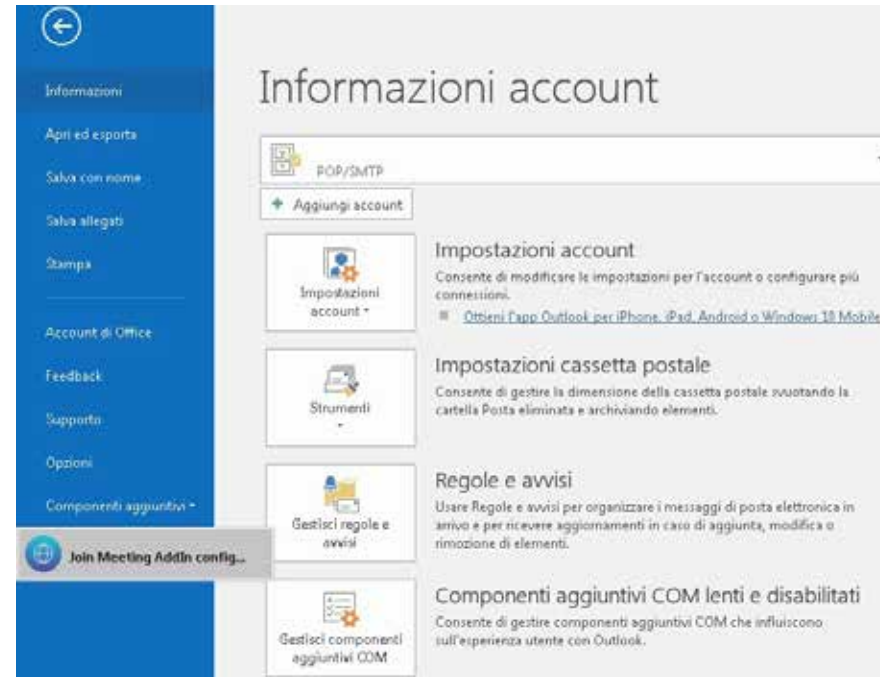 Informazioni
Apri ed esporta
Salva con nome
Salva allegati
Stampa
Account di Office
Feedback
Supporto
Opzioni
Componenti aggiuntivi
Join Meeting AddIn config...
Informazioni account
POP/SMTP
Aggiungi account
Impostazioni
account
Impostazioni account
Consente di modificare le impostazioni per l'account o configurare più
connessioni.
Ottieni l'app Outlook per iPhone, iPad, Android o Windows 10 Mobile
Strumenti
Impostazioni cassetta postale
Consente di gestire la dimensione della cassetta postale svuotando la
cartella Posta eliminata e archiviando elementi.
Gestisci regole e
avvisi
Regole e avvisi
Usare Regole e avvisi per organizzare i messaggi di posta elettronica in
arrivo e per ricevere aggiornamenti in caso di aggiunta, modifica o
rimozione di elementi.
Gestisci componenti
aggiuntivi COM
Componenti aggiuntivi COM lenti e disabilitati
Consente di gestire componenti aggiuntivi COM che influiscono
sull'esperienza utente con Outlook.